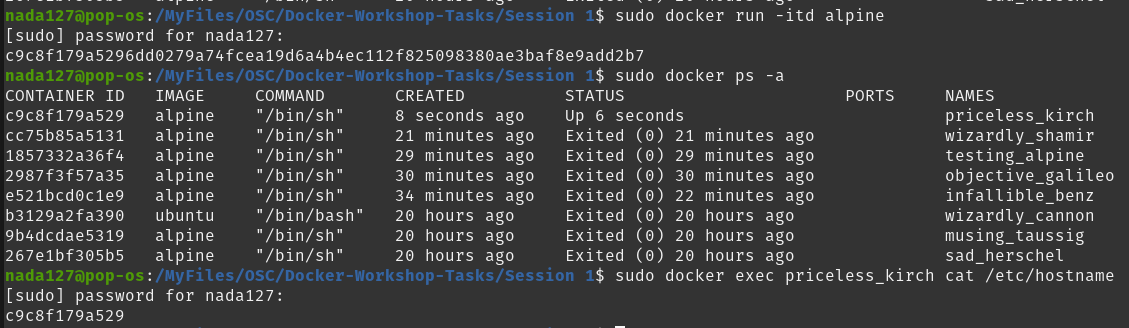 nada127@pop-os:/MyFiles/OSC/Docker-Workshop-Tasks/Session 1$ sudo docker run -itd alpine
[sudo] password for nada127:
c9c8f179a5296dd0279a74fcea19d6a4b4ec112f825098380ae3baf8e9add2b7
nada127@pop-os:/MyFiles/OSC/Docker-Workshop-Tasks/Session 1$ sudo docker ps -a
CONTAINER ID   IMAGE     COMMAND       CREATED          STATUS                      PORTS     NAMES
c9c8f179a529   alpine    "/bin/sh"     8 seconds ago    Up 6 seconds                          priceless_kirch
cc75b85a5131   alpine    "/bin/sh"     21 minutes ago   Exited (0) 21 minutes ago             wizardly_shamir
1857332a36f4   alpine    "/bin/sh"     29 minutes ago   Exited (0) 29 minutes ago             testing_alpine
2987f3f57a35   alpine    "/bin/sh"     30 minutes ago   Exited (0) 30 minutes ago             objective_galileo
e521bcd0c1e9   alpine    "/bin/sh"     34 minutes ago   Exited (0) 22 minutes ago             infallible_benz
b3129a2fa390   ubuntu    "/bin/bash"   20 hours ago     Exited (0) 20 hours ago               wizardly_cannon
9b4dcdae5319   alpine    "/bin/sh"     20 hours ago     Exited (0) 20 hours ago               musing_taussig
267e1bf305b5   alpine    "/bin/sh"     20 hours ago     Exited (0) 20 hours ago               sad_herschel
nada127@pop-os:/MyFiles/OSC/Docker-Workshop-Tasks/Session 1$ sudo docker exec priceless_kirch cat /etc/hostname
[sudo] password for nada127:
c9c8f179a529